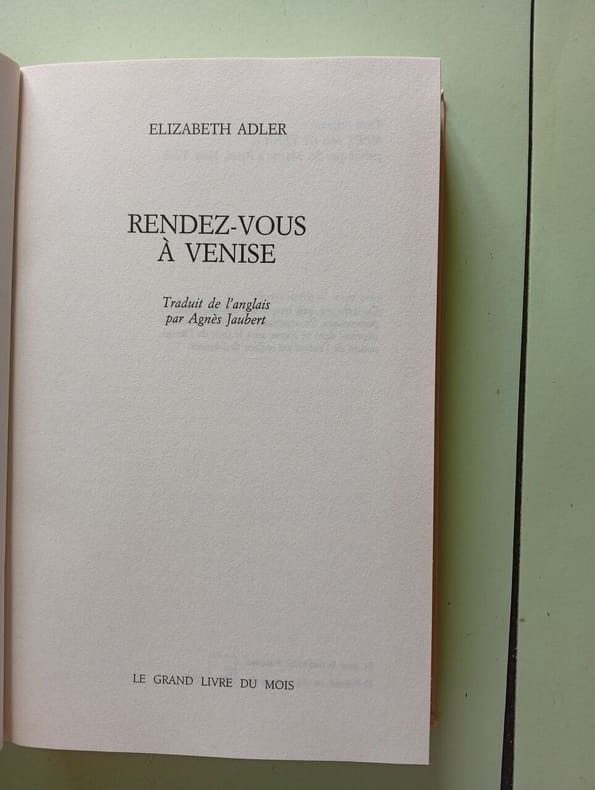 ELIZABETH ADLER
RENDEZ-VOUS
À VENISE
Traduit de l'anglais
par Agnès Jaubert
LE GRAND LIVRE DU MOIS